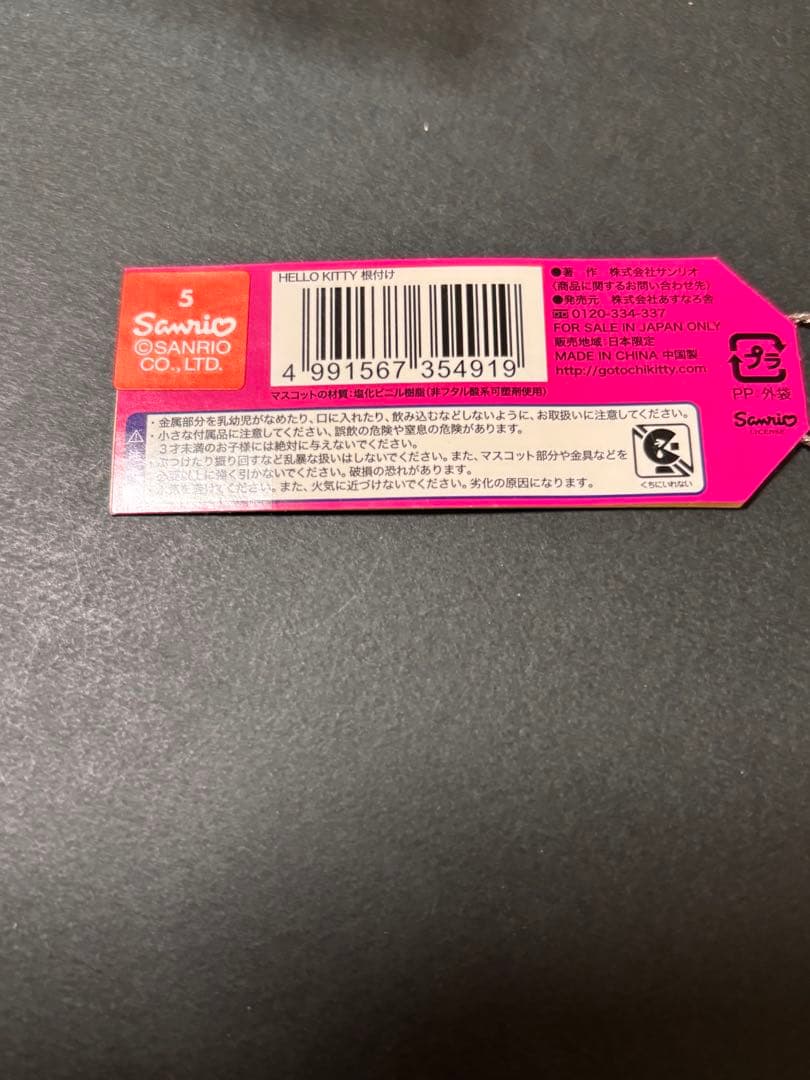 5
Sanrio
©SANRIO
CO., LTD.
HELLO KITTY 根付け
4 991567 354919
マスコットの材質：塩化ビニル樹脂（非フタル酸系可塑剤使用）
●著　作　株式会社サンリオ
(商品に関するお問い合わせ先)
●発売元　株式会社あすなろ舎
0120-334-337
FOR SALE IN JAPAN ONLY
販売地域：日本限定
MADE IN CHINA 中国製
http://gotochikitty.com/
プラ
PP：外袋
Sanrio
LICENSE
・金属部分を乳幼児がなめたり、口に入れたり、飲み込むなどしないように、お取扱いに注意してください。
・小さな付属品に注意してください、誤飲の危険や窒息の危険があります。
３才未満のお子様には絶対に与えないでください。
・ぶつけたり振り回すなど乱暴な扱いはしないでください。また、マスコット部分や金具などを
必要以上に強く引かないでください。破損の恐れがあります。
ください。また、火気に近づけないでください。劣化の原因になります。
くちにいれない